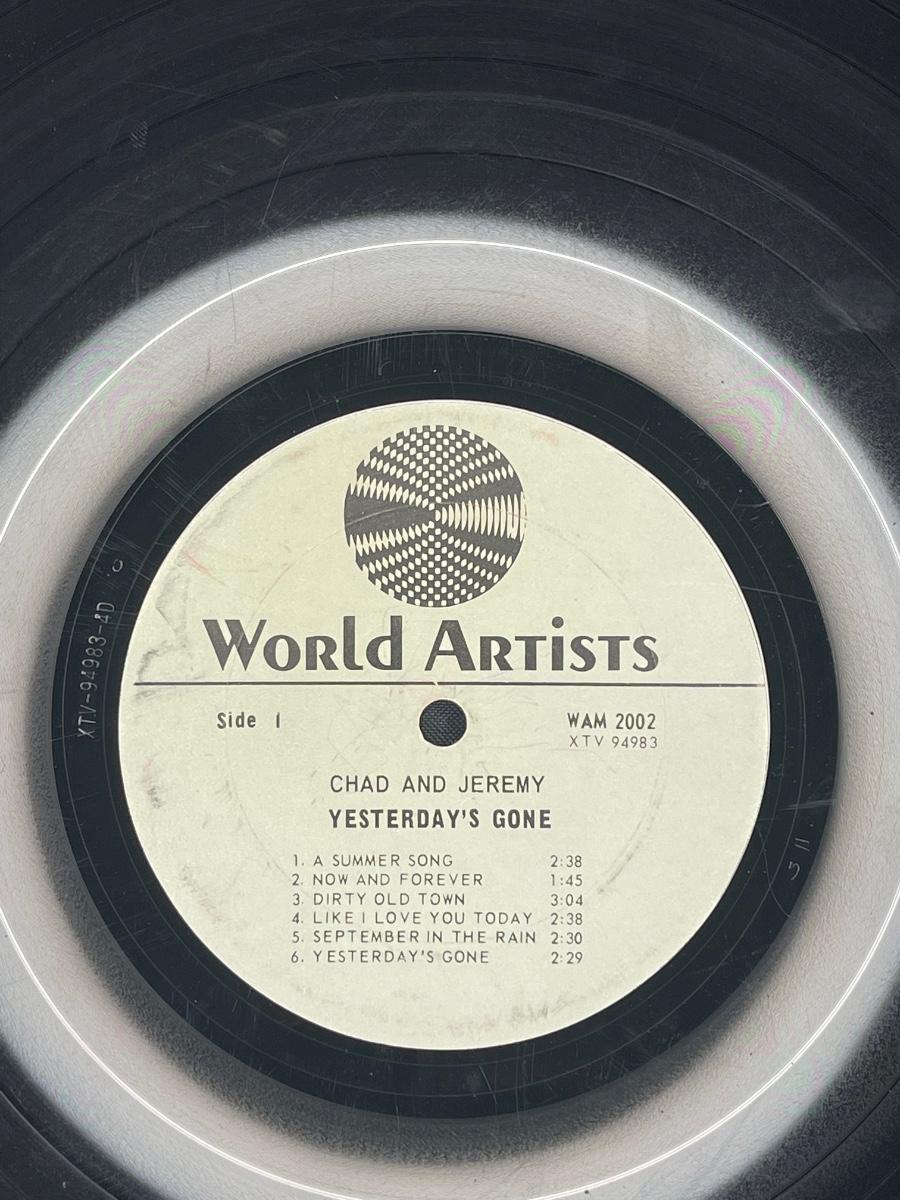 World Artists
Side 1
WAM 2002
XTV 94983
CHAD AND JEREMY
YESTERDAY'S GONE
1. A SUMMER SONG 2:38
2. NOW AND FOREVER 1:45
3. DIRTY OLD TOWN 3:04
4. LIKE I LOVE YOU TODAY 2:38
5. SEPTEMBER IN THE RAIN 2:30
6. YESTERDAY'S GONE 2:29
XTV-94983-4D